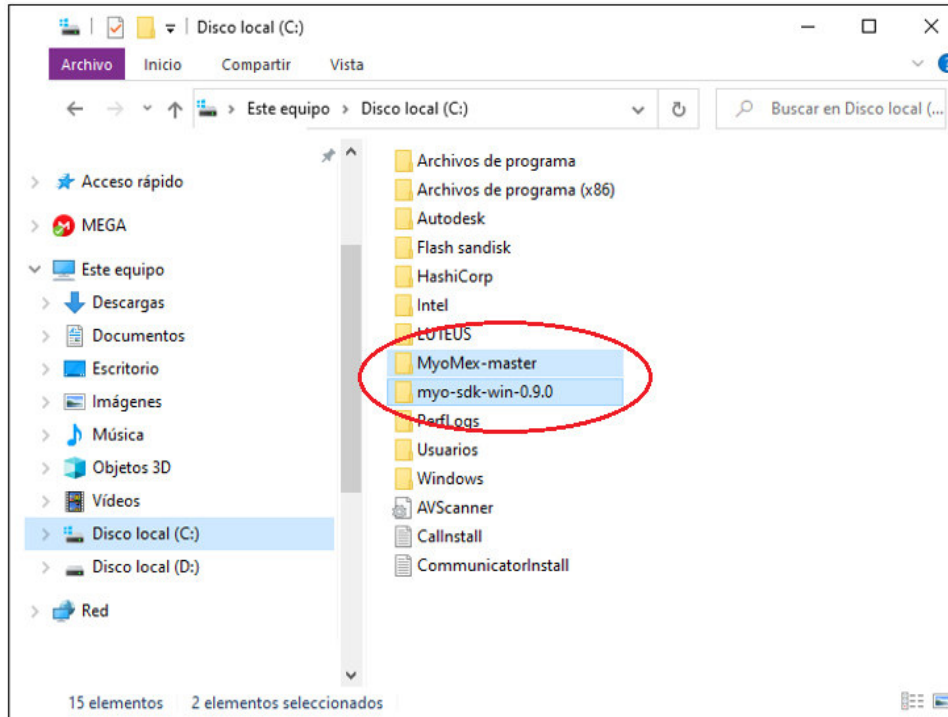 Disco local (C:)
Archivo Inicio Compartir Vista
Este equipo > Disco local (C:)
Buscar en Disco local (...
Acceso rápido
MEGA
Este equipo
Descargas
Documentos
Escritorio
Imágenes
Música
Objetos 3D
Vídeos
Disco local (C:)
Disco local (D:)
Red
Archivos de programa
Archivos de programa (x86)
Autodesk
Flash sandisk
HashiCorp
Intel
LUTEUS
MyoMex-master
myo-sdk-win-0.9.0
PerfLogs
Usuarios
Windows
AVScanner
CallInstall
CommunicatorInstall
15 elementos 2 elementos seleccionados